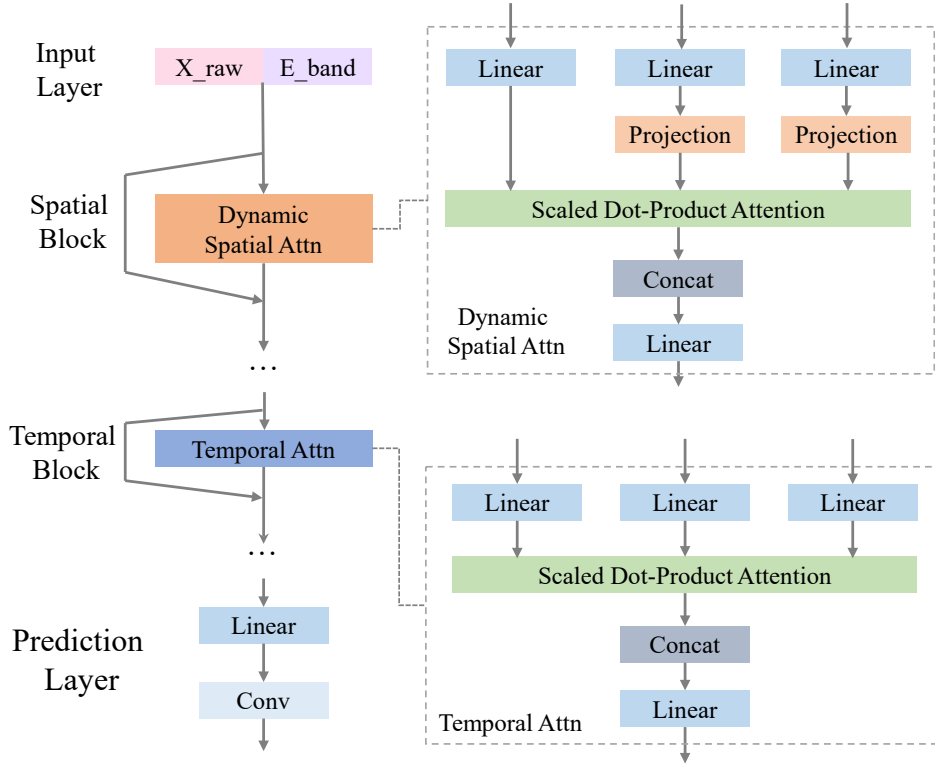 Input
Layer
X_raw
E_band
Spatial
Block
Dynamic
Spatial Attn
...
Temporal
Block
Temporal Attn
...
Prediction
Layer
Linear
Conv
Linear
Linear
Linear
Projection
Projection
Scaled Dot-Product Attention
Concat
Linear
Dynamic
Spatial Attn
Linear
Linear
Linear
Scaled Dot-Product Attention
Concat
Linear
Temporal Attn